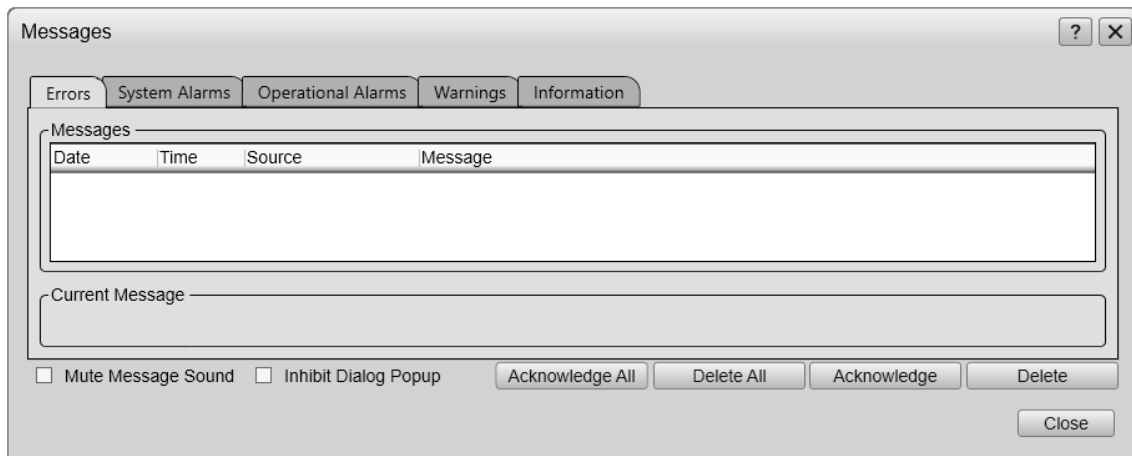 Messages ?
Errors System Alarms Operational Alarms Warnings Information
Messages
Date Time Source Message
Current Message
Mute Message Sound Inhibit Dialog Popup Acknowledge All Delete All Acknowledge Delete
Close